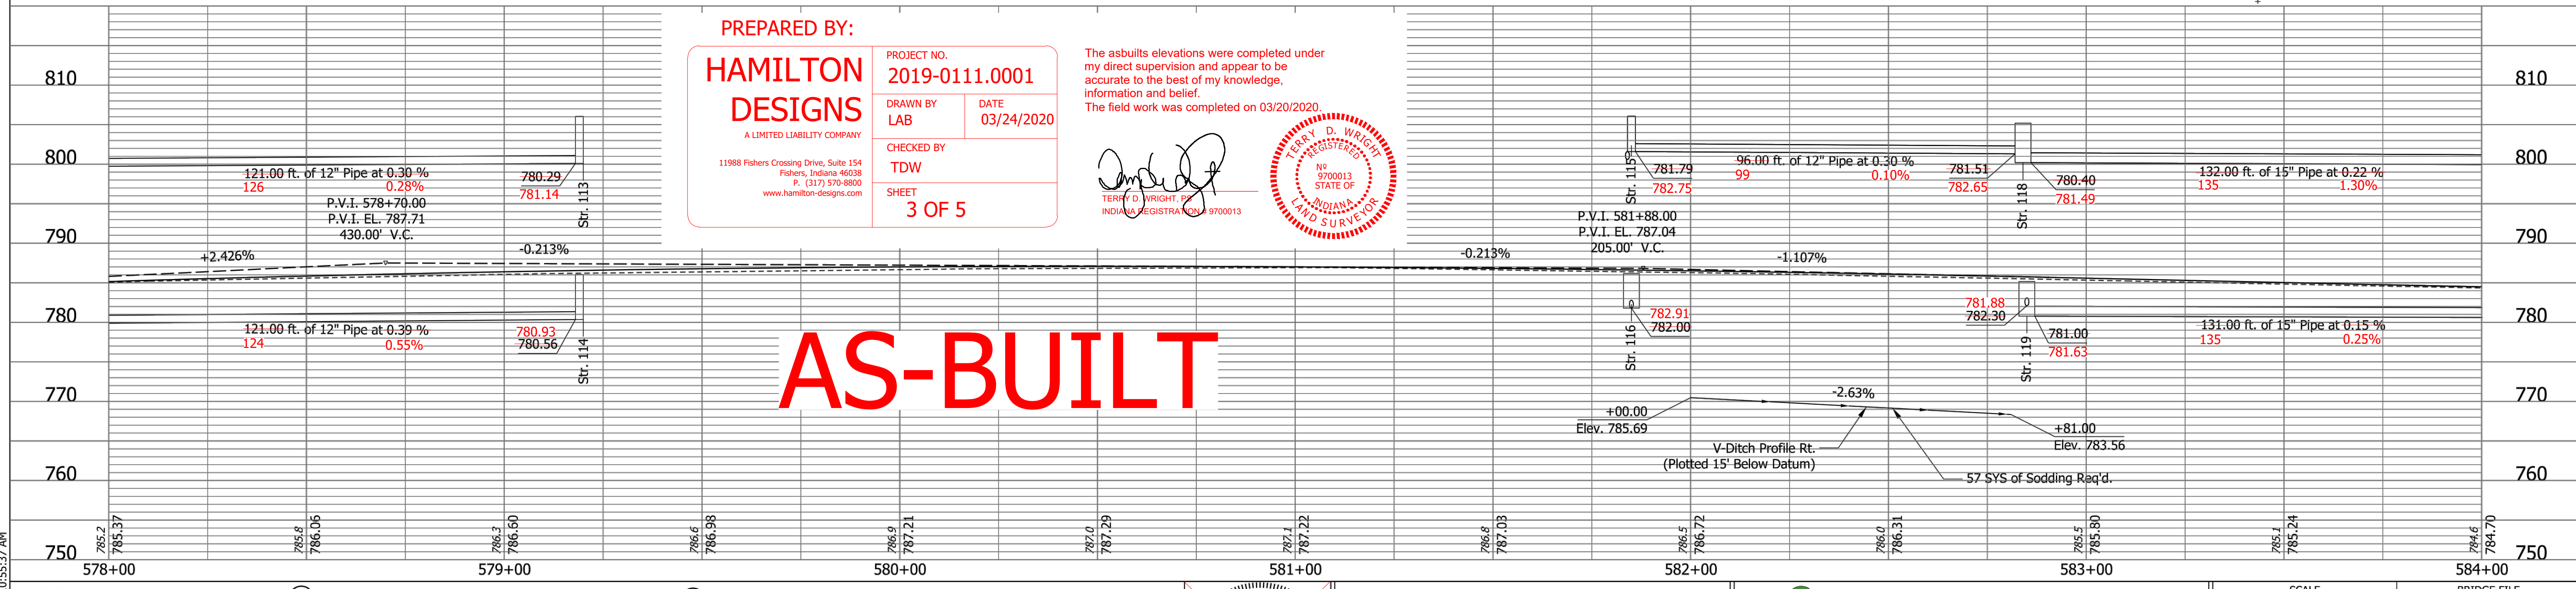 PREPARED BY:
HAMILTON
DESIGNS
A LIMITED LIABILITY COMPANY
11988 Fishers Crossing Drive, Suite 154
Fishers, Indiana 46038
P. (317) 570-8800
www.hamilton-designs.com
PROJECT NO.
2019-0111.0001
DRAWN BY
LAB
DATE
03/24/2020
CHECKED BY
TDW
SHEET
3 OF 5
The asbuilts elevations were completed under
my direct supervision and appear to be
accurate to the best of my knowledge,
information and belief.
The field work was completed on 03/20/2020.
TERRY D. WRIGHT, PS
INDIANA REGISTRATION # 9700013
TERRY D. WRIGHT
REGISTERED
Nº
9700013
STATE OF
INDIANA
LAND SURVEYOR
810
800
790
780
770
760
750
810
800
790
780
770
760
750
121.00 ft. of 12" Pipe at 0.30 %
126 0.28%
780.29
781.14
Str. 113
P.V.I. 578+70.00
P.V.I. EL. 787.71
430.00' V.C.
+2.426%
-0.213%
121.00 ft. of 12" Pipe at 0.39 %
124 0.55%
780.93
780.56
Str. 114
AS-BUILT
Str. 115
781.79
782.75
96.00 ft. of 12" Pipe at 0.30 %
99 0.10%
781.51
782.65
Str. 118
780.40
781.49
132.00 ft. of 15" Pipe at 0.22 %
135 1.30%
P.V.I. 581+88.00
P.V.I. EL. 787.04
205.00' V.C.
-0.213%
-1.107%
Str. 116
782.91
782.00
781.88
782.30
Str. 119
781.00
781.63
131.00 ft. of 15" Pipe at 0.15 %
135 0.25%
-2.63%
+00.00
Elev. 785.69
V-Ditch Profile Rt.
(Plotted 15' Below Datum)
+81.00
Elev. 783.56
57 SYS of Sodding Req'd.
785.2 785.37
785.8 786.06
786.3 786.60
786.6 786.98
786.9 787.21
787.0 787.29
787.1 787.22
786.8 787.03
786.5 786.72
786.0 786.31
785.5 785.80
785.1 785.24
784.6 784.70
578+00 579+00 580+00 581+00 582+00 583+00 584+00
SCALE
BRIDGE FILE